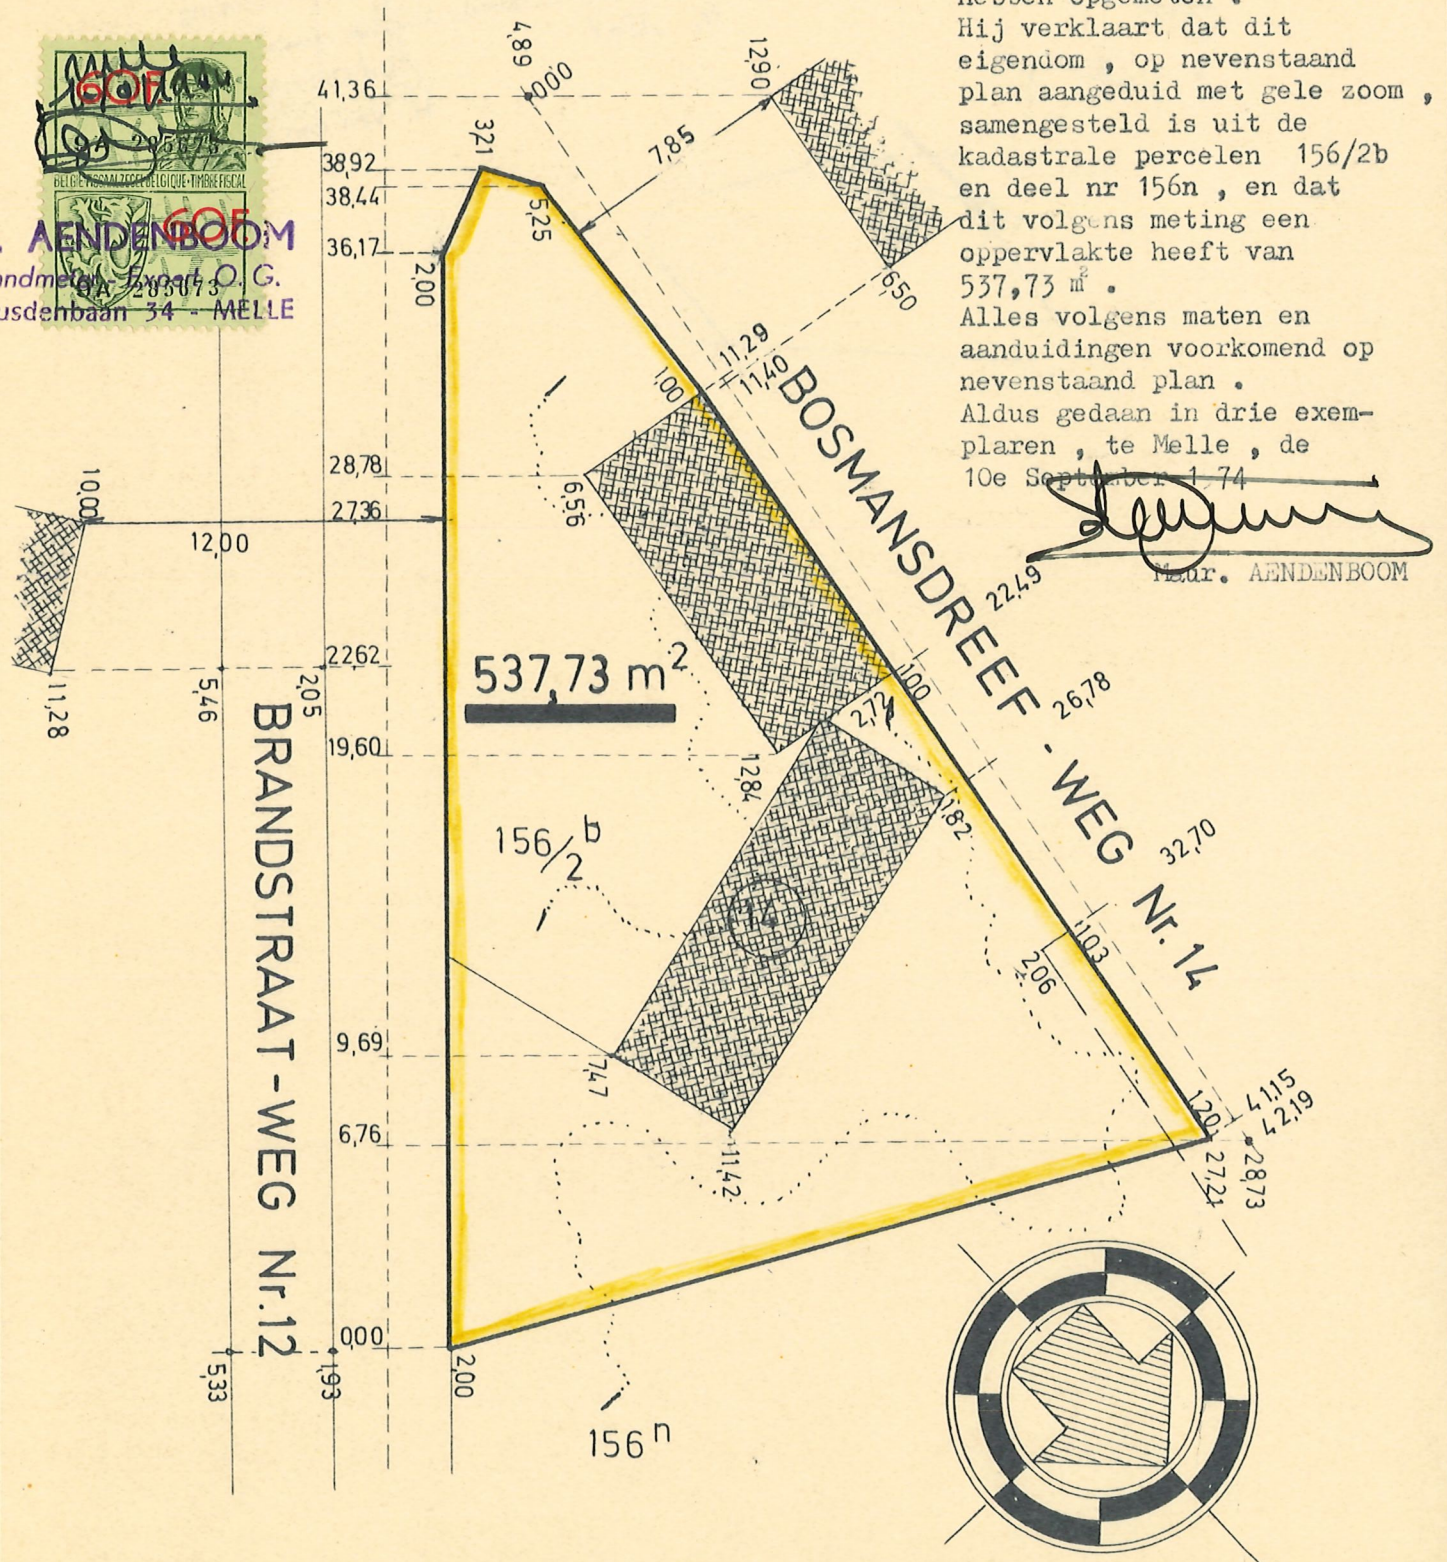 Hij verklaart dat dit
eigendom , op nevenstaand
plan aangeduid met gele zoom ,
samengesteld is uit de
kadastrale percelen 156/2b
en deel nr 156n , en dat
dit volgens meting een
oppervlakte heeft van
537,73 m² .
Alles volgens maten en
aanduidingen voorkomend op
nevenstaand plan .
Aldus gedaan in drie exem-
plaren , te Melle , de
10e September 1 74
Maur. AENDENBOOM
60F
BELGIE·FISCAALZEGEL BELGIQUE·TIMBRE FISCAL
60F
AENDENBOOM
Expert O. G.
34 - MELLE
41,36
4,89
0,00
12,90
3,21
7,85
38,92
38,44
5,25
36,17
2,00
6,50
11,29
11,40
1,00
BOSMANSDREEF - WEG Nr. 14
28,78
10,00
6,56
27,36
12,00
22,49
22,62
537,73 m²
1,00
26,78
11,28
5,46
2,05
2,72
BRANDSTRAAT-WEG Nr.12
19,60
12,84
1,82
156/2b
32,70
14
1,03
2,06
9,69
7,47
41,15
42,19
1,20
6,76
11,42
27,21
28,73
0,00
5,33
1,93
2,00
156n